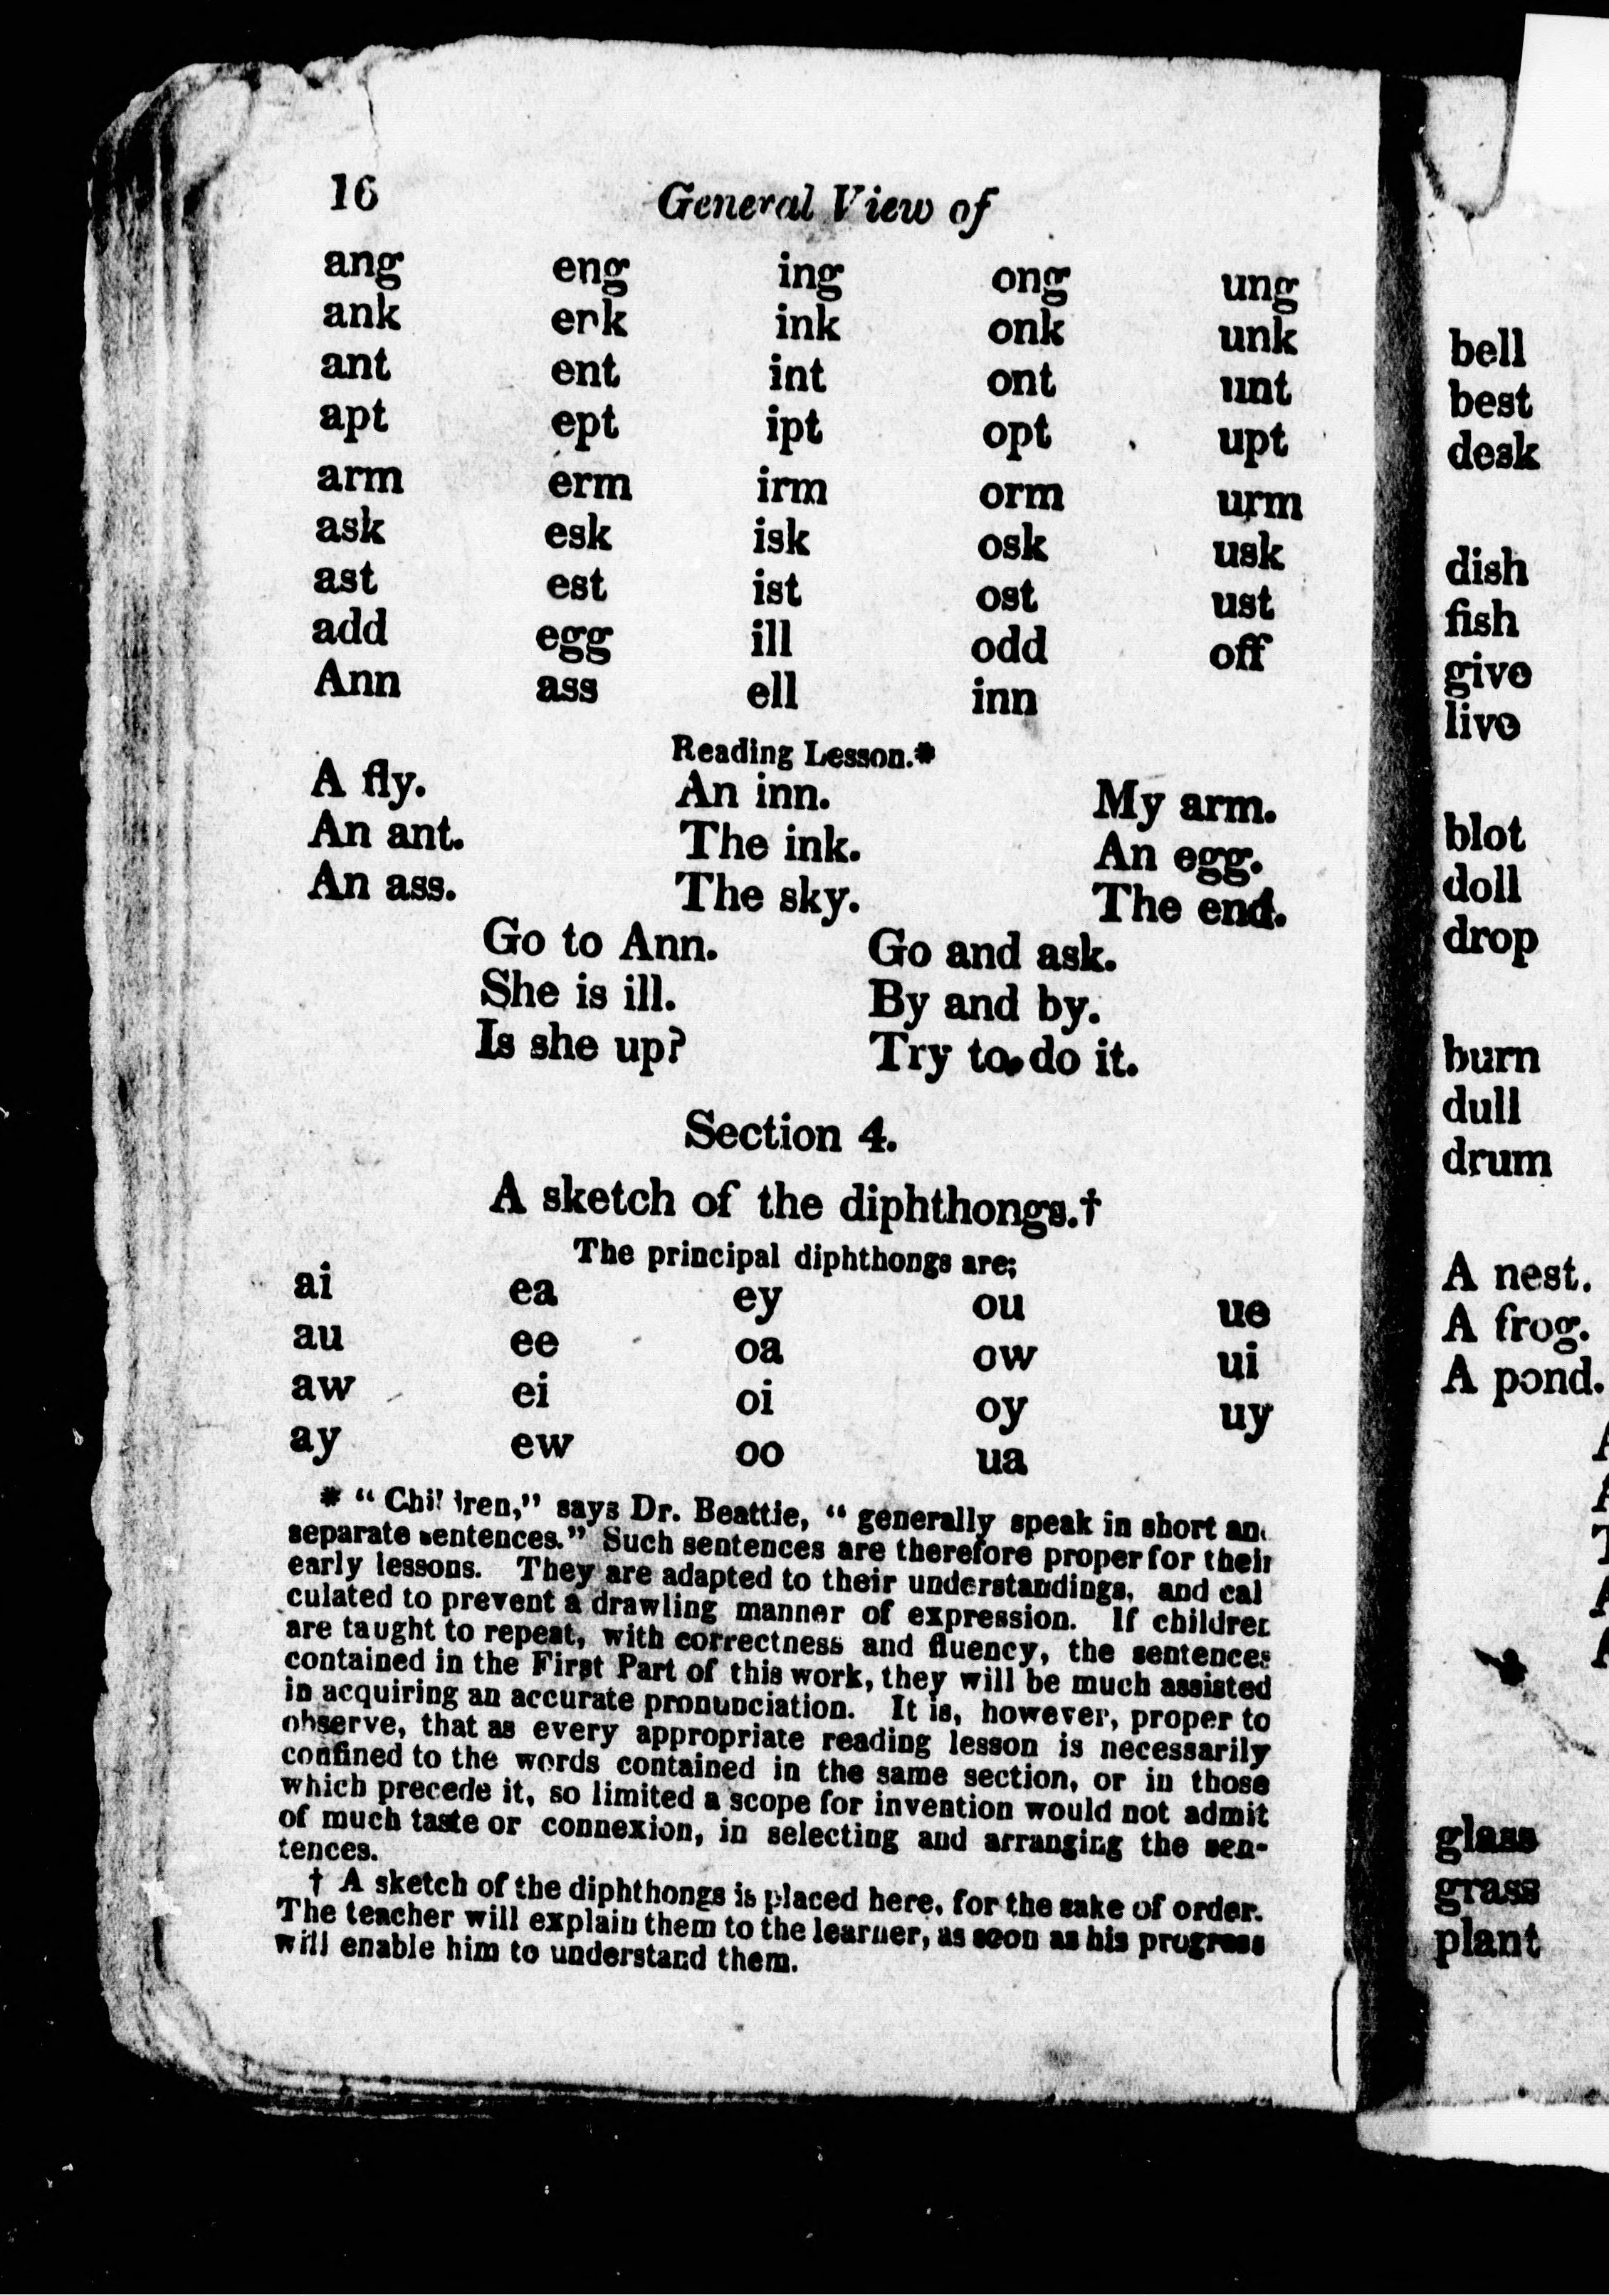 16 General View of
ang eng ing ong ung
ank enk ink onk unk
ant ent int ont unt
apt ept ipt opt upt
arm erm irm orm urm
ask esk isk osk usk
ast est ist ost ust
add egg ill odd off
Ann ass ell inn
Reading Lesson.*
A fly. An inn. My arm.
An ant. The ink. An egg.
An ass. The sky. The end.
Go to Ann. Go and ask.
She is ill. By and by.
Is she up? Try to do it.
Section 4.
A sketch of the diphthongs.†
The principal diphthongs are;
ai ea ey ou ue
au ee oa ow ui
aw ei oi oy uy
ay ew oo ua
* “Children,” says Dr. Beattie, “generally speak in short and
separate sentences.” Such sentences are therefore proper for their
early lessons. They are adapted to their understandings, and cal
culated to prevent a drawling manner of expression. If children
are taught to repeat, with correctness and fluency, the sentences
contained in the First Part of this work, they will be much assisted
in acquiring an accurate pronunciation. It is, however, proper to
observe, that as every appropriate reading lesson is necessarily
confined to the words contained in the same section, or in those
which precede it, so limited a scope for invention would not admit
of much taste or connexion, in selecting and arranging the sen-
tences.
† A sketch of the diphthongs is placed here, for the sake of order.
The teacher will explain them to the learner, as soon as his progress
will enable him to understand them.
bell
best
desk
dish
fish
give
live
blot
doll
drop
burn
dull
drum
A nest.
A frog.
A pond.
glass
grass
plant